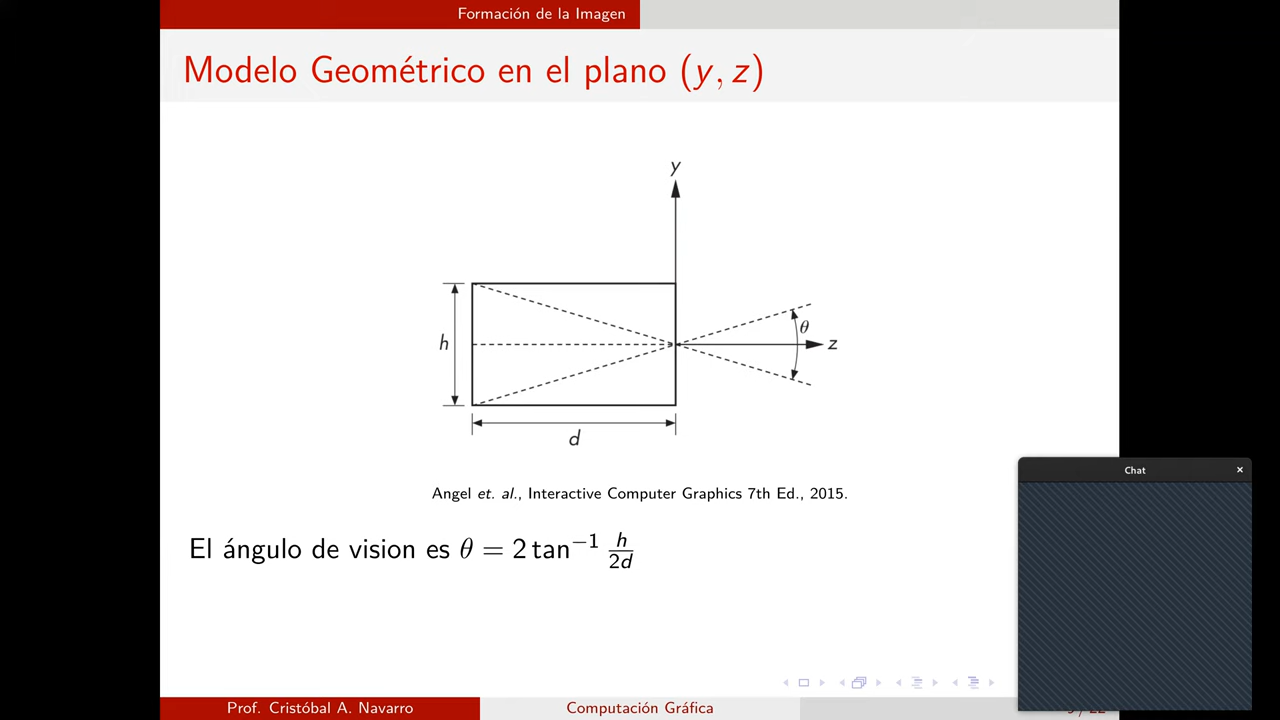 Formación de la Imagen
Modelo Geométrico en el plano (y, z)
y
h
θ
z
d
Angel et. al., Interactive Computer Graphics 7th Ed., 2015.
El ángulo de vision es θ = 2 tan⁻¹ h/2d
Chat
×
Prof. Cristóbal A. Navarro
Computación Gráfica